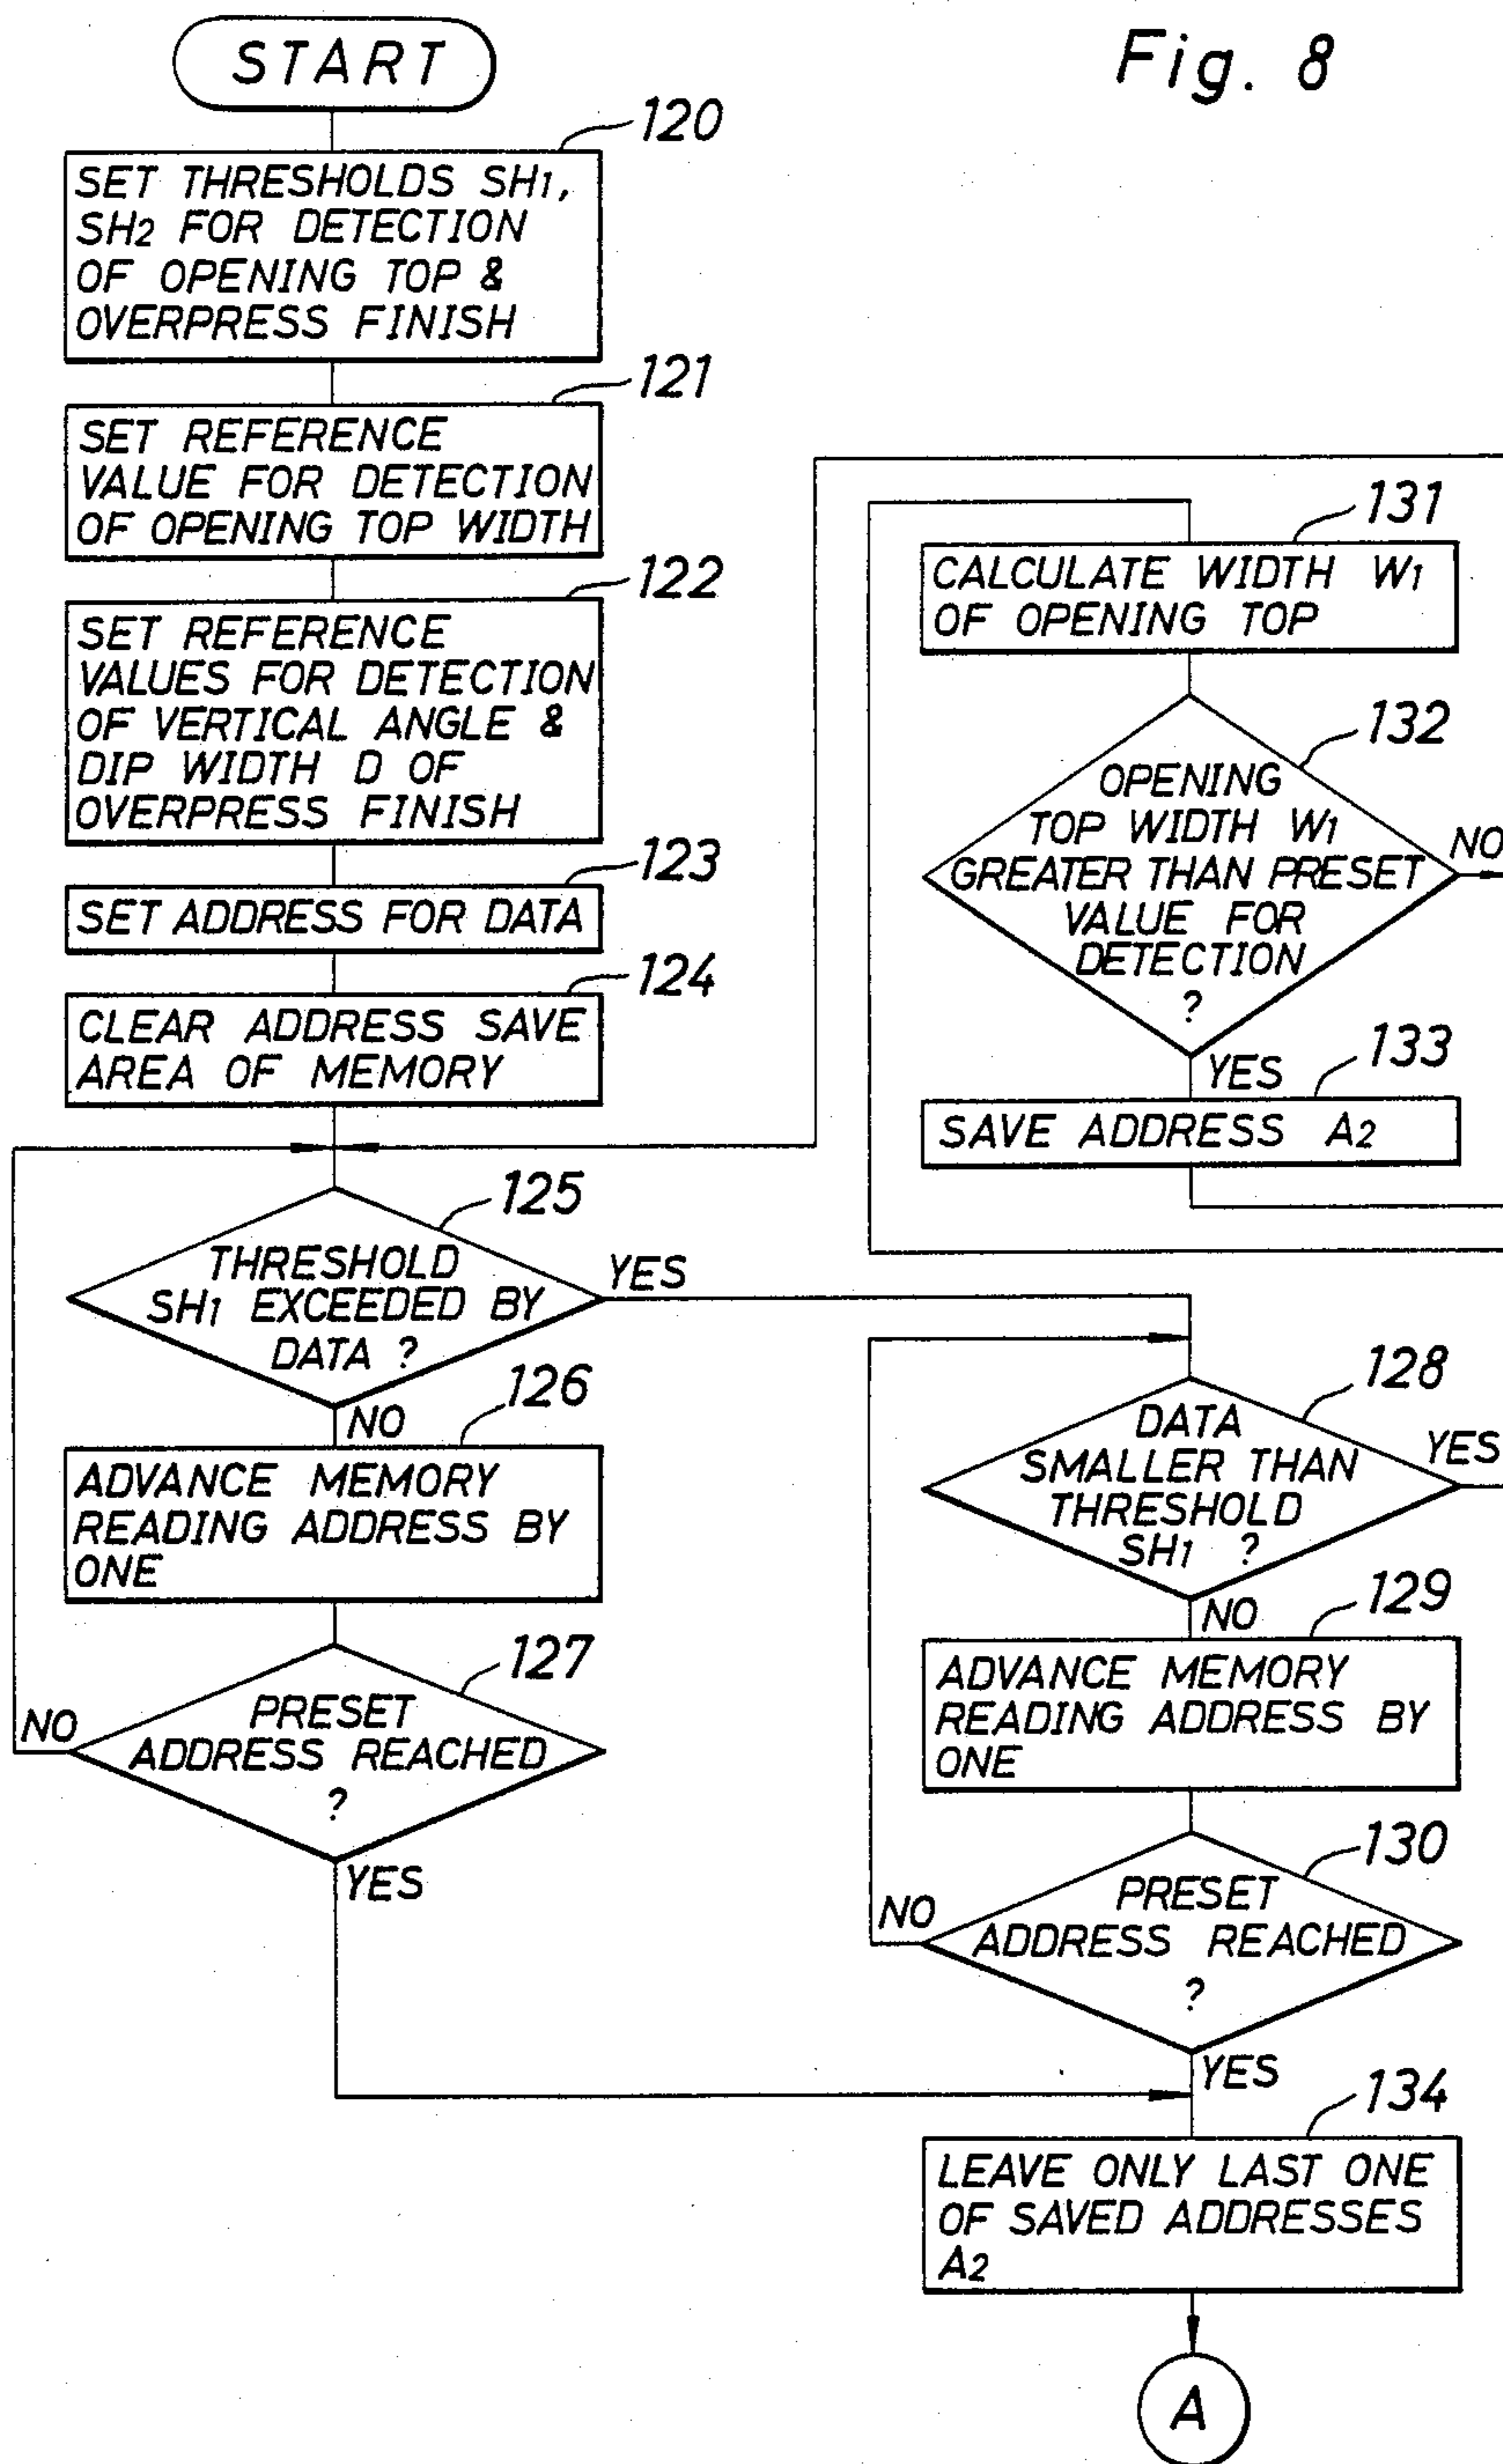 Fig. 8
START
120
SET THRESHOLDS SH1,
SH2 FOR DETECTION
OF OPENING TOP &
OVERPRESS FINISH
121
SET REFERENCE
VALUE FOR DETECTION
OF OPENING TOP WIDTH
122
SET REFERENCE
VALUES FOR DETECTION
OF VERTICAL ANGLE &
DIP WIDTH D OF
OVERPRESS FINISH
123
SET ADDRESS FOR DATA
124
CLEAR ADDRESS SAVE
AREA OF MEMORY
125
THRESHOLD
SH1 EXCEEDED BY
DATA ?
YES
NO
126
ADVANCE MEMORY
READING ADDRESS BY
ONE
127
PRESET
ADDRESS REACHED
?
NO
YES
131
CALCULATE WIDTH W1
OF OPENING TOP
132
OPENING
TOP WIDTH W1
GREATER THAN PRESET
VALUE FOR
DETECTION
?
NO
YES
133
SAVE ADDRESS A2
128
DATA
SMALLER THAN
THRESHOLD
SH1 ?
YES
NO
129
ADVANCE MEMORY
READING ADDRESS BY
ONE
130
PRESET
ADDRESS REACHED
?
NO
YES
134
LEAVE ONLY LAST ONE
OF SAVED ADDRESSES
A2
A